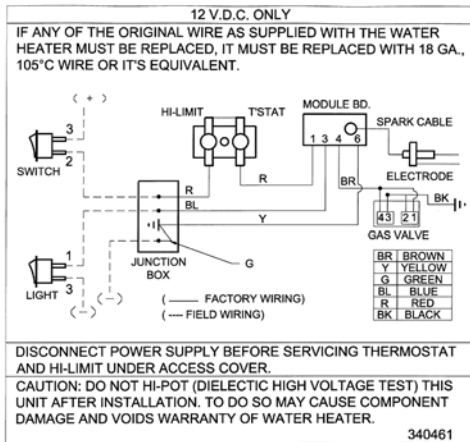 12 V.D.C. ONLY
IF ANY OF THE ORIGINAL WIRE AS SUPPLIED WITH THE WATER
HEATER MUST BE REPLACED, IT MUST BE REPLACED WITH 18 GA.,
105°C WIRE OR IT'S EQUIVALENT.
(+)
HI-LIMIT T'STAT
MODULE BD.
SPARK CABLE
3
2
SWITCH
1 3 4 6
ELECTRODE
R
R
BR
BK
BL
Y
4 3 2 1
GAS VALVE
1
3
LIGHT
JUNCTION
BOX
G
(—— FACTORY WIRING)
(---- FIELD WIRING)
(-) (-)
BR BROWN
Y YELLOW
G GREEN
BL BLUE
R RED
BK BLACK
DISCONNECT POWER SUPPLY BEFORE SERVICING THERMOSTAT
AND HI-LIMIT UNDER ACCESS COVER.
CAUTION: DO NOT HI-POT (DIELECTIC HIGH VOLTAGE TEST) THIS
UNIT AFTER INSTALLATION. TO DO SO MAY CAUSE COMPONENT
DAMAGE AND VOIDS WARRANTY OF WATER HEATER.
340461